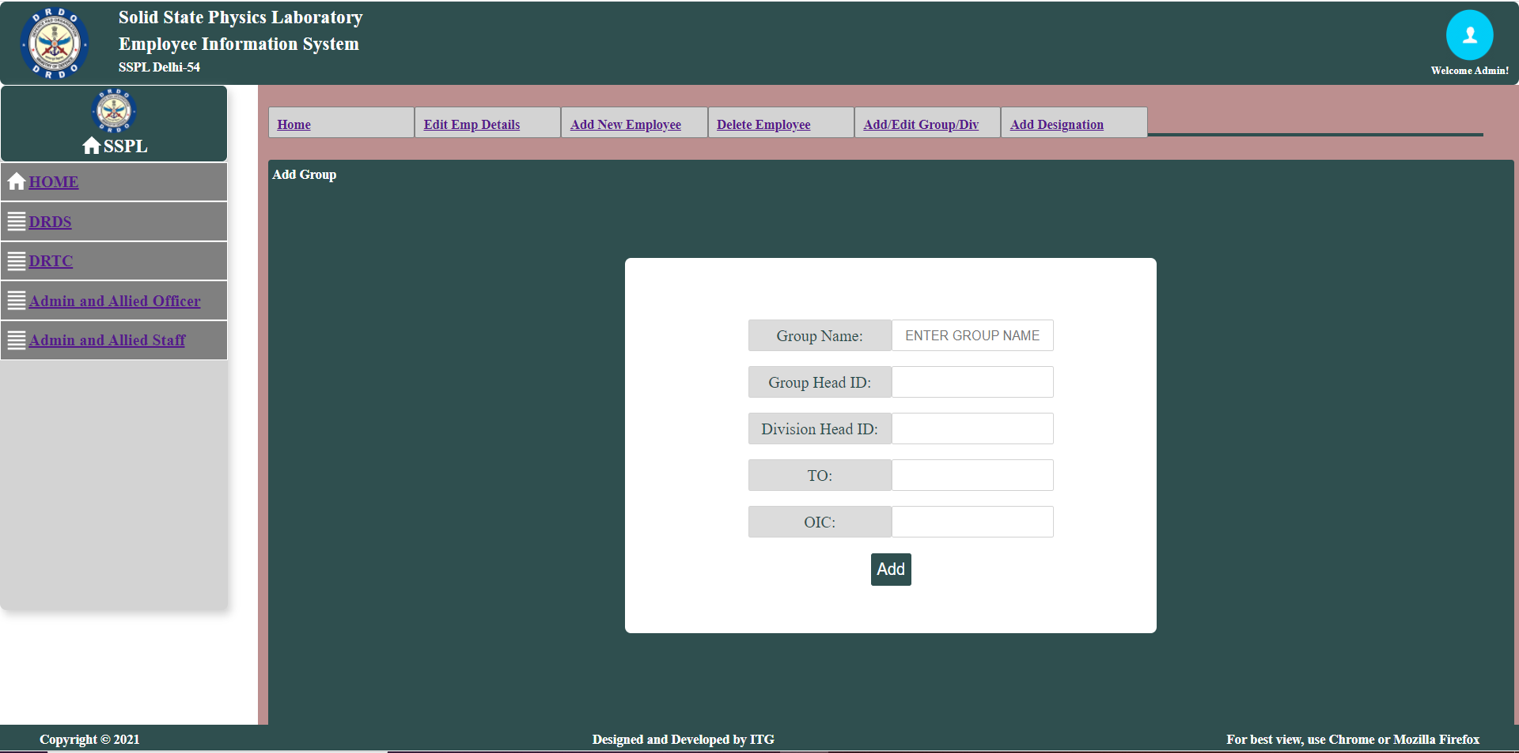 Solid State Physics Laboratory
Employee Information System
SSPL Delhi-54
DRDO
DRDO
Welcome Admin!
SSPL
HOME
DRDS
DRTC
Admin and Allied Officer
Admin and Allied Staff
Home
Edit Emp Details
Add New Employee
Delete Employee
Add/Edit Group/Div
Add Designation
Add Group
Group Name: ENTER GROUP NAME
Group Head ID:
Division Head ID:
TO:
OIC:
Add
Copyright © 2021
Designed and Developed by ITG
For best view, use Chrome or Mozilla Firefox